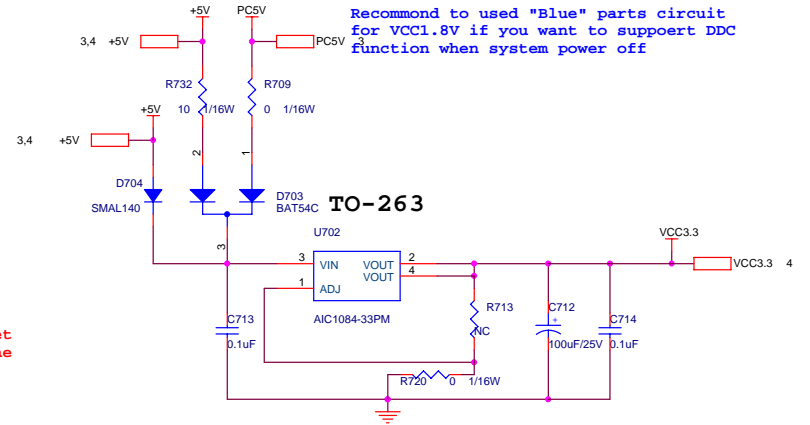 +5V PC5V Recommond to used "Blue" parts circuit
for VCC1.8V if you want to suppoert DDC
3,4 +5V PC5V 3
function when system power off
R732 R709
+5V 10 1/16W 0 1/16W
3,4 +5V
2 1
D704 D703 TO-263
SMAL140 BAT54C
3 U702
VCC3.3
3 VIN VOUT 2 VCC3.3 4
VOUT 4
1 ADJ
R713
C713 AIC1084-33PM C712 C714
et NC +
0.1uF 100uF/25V 0.1uF
R720 0 1/16W